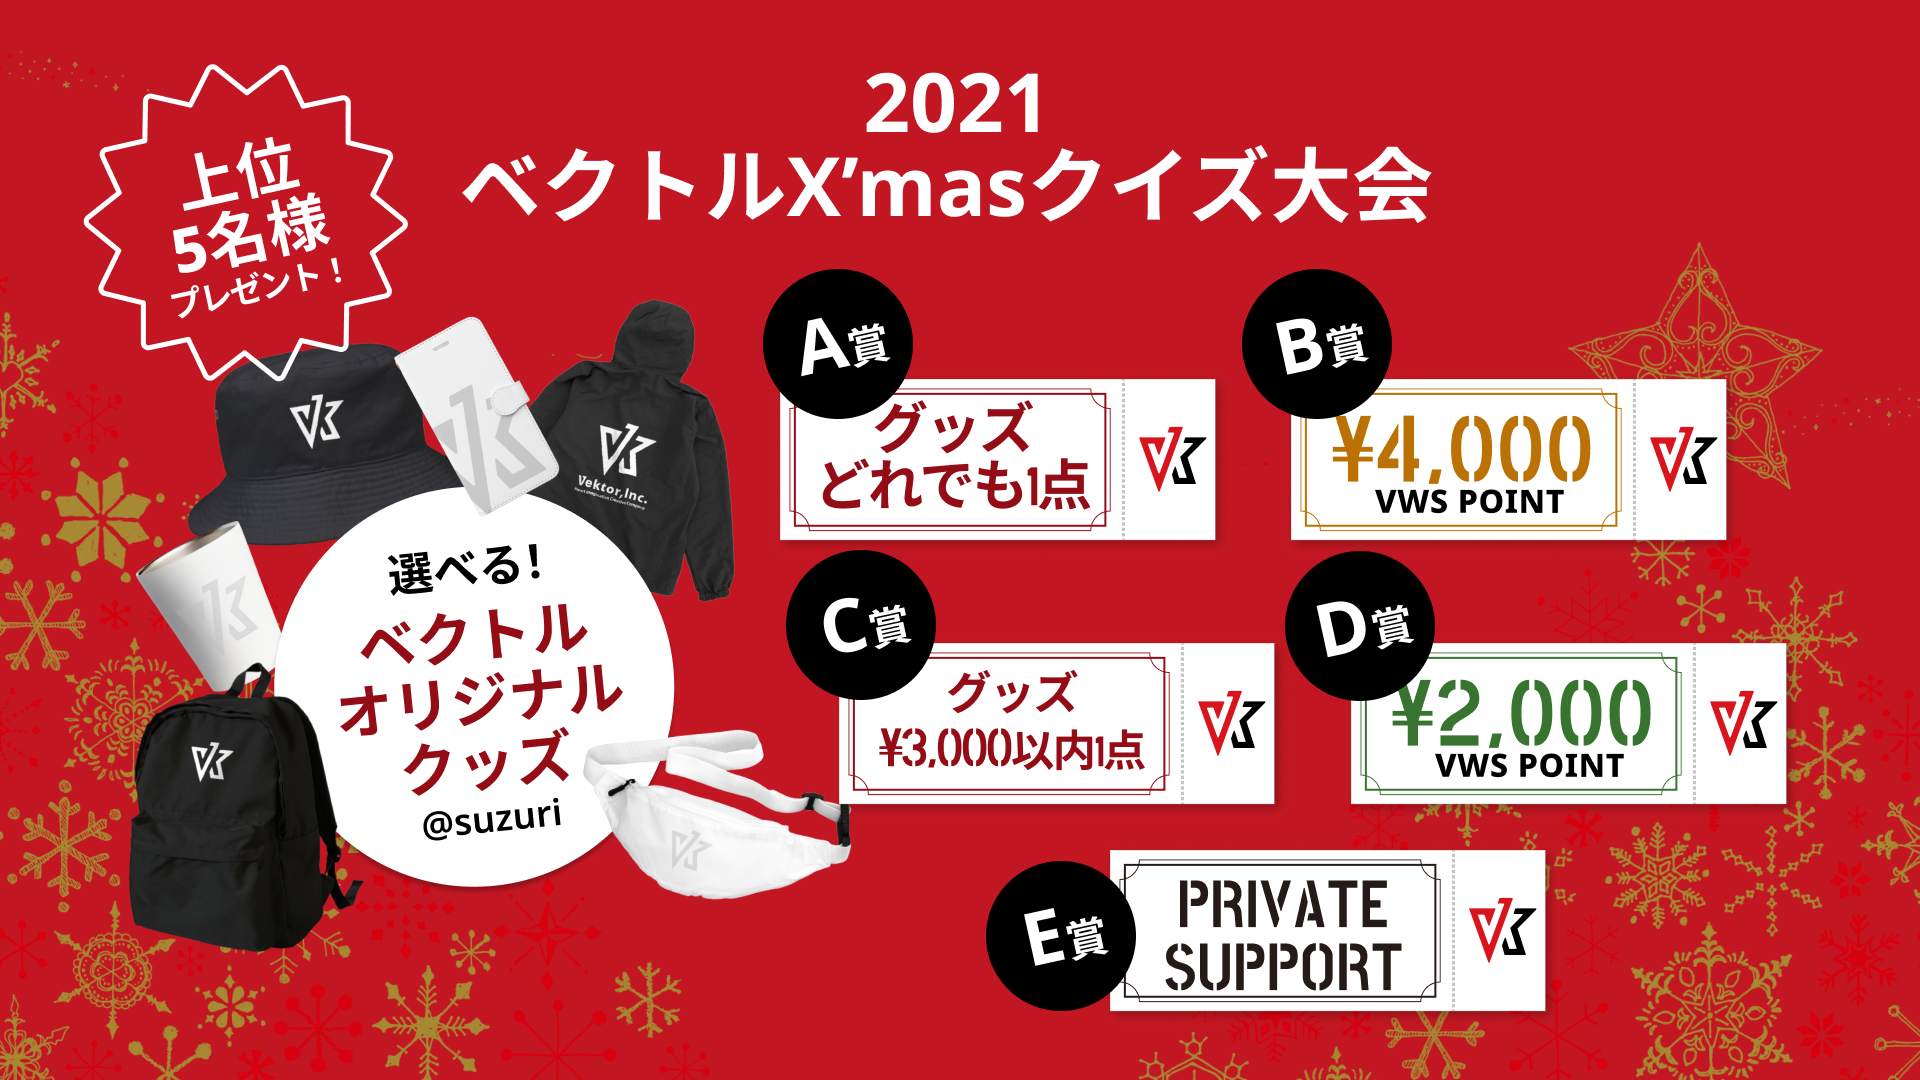 2021
ベクトルX’masクイズ大会
上位
5名様
プレゼント！
Vektor,Inc.
選べる！
ベクトル
オリジナル
クッズ
@suzuri
A賞
グッズ
どれでも1点
B賞
¥4,000
VWS POINT
C賞
グッズ
¥3,000以内1点
D賞
¥2,000
VWS POINT
E賞
PRIVATE
SUPPORT